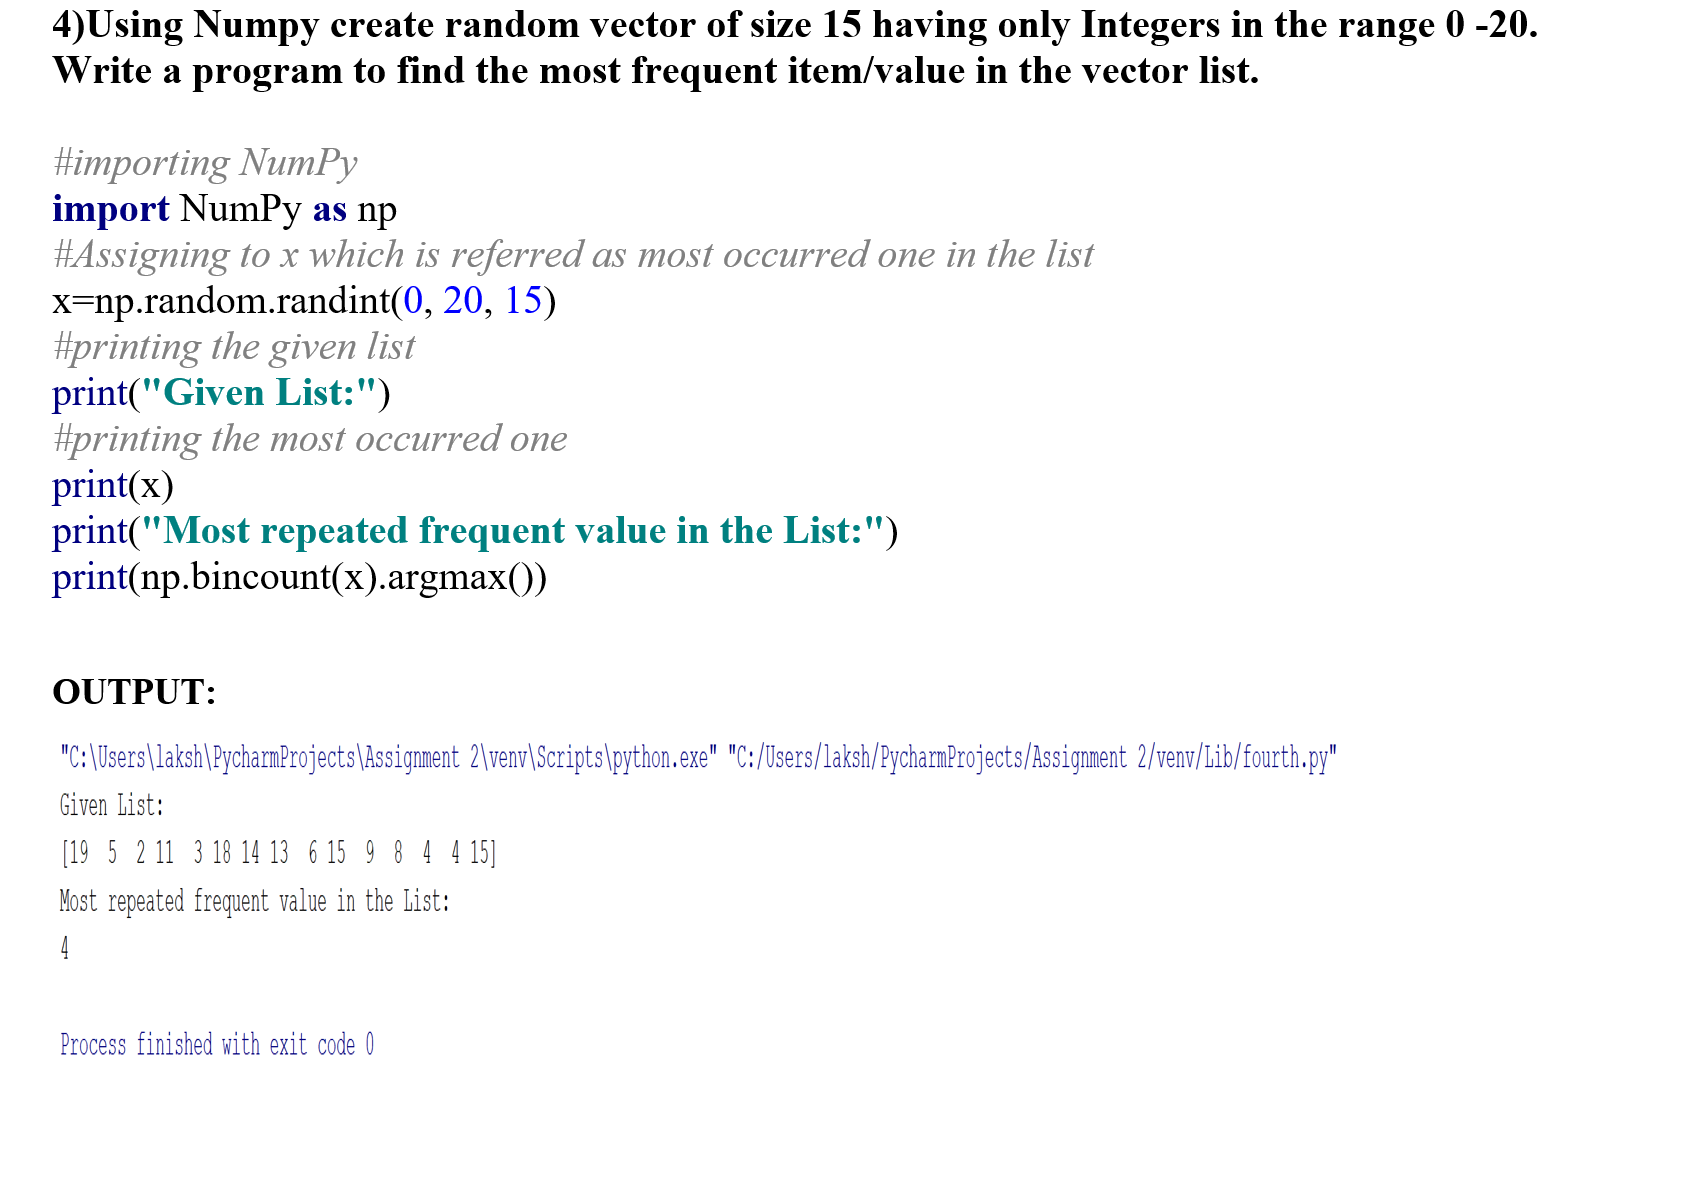 4)Using Numpy create random vector of size 15 having only Integers in the range 0 -20.
Write a program to find the most frequent item/value in the vector list.
#importing NumPy
import NumPy as np
#Assigning to x which is referred as most occurred one in the list
x=np.random.randint(0, 20, 15)
#printing the given list
print("Given List:")
#printing the most occurred one
print(x)
print("Most repeated frequent value in the List:")
print(np.bincount(x).argmax())
OUTPUT:
"C:\Users\laksh\PycharmProjects\Assignment 2\venv\Scripts\python.exe" "C:/Users/laksh/PycharmProjects/Assignment 2/venv/Lib/fourth.py"
Given List:
[19  5  2 11  3 18 14 13  6 15  9  8  4  4 15]
Most repeated frequent value in the List:
4
Process finished with exit code 0